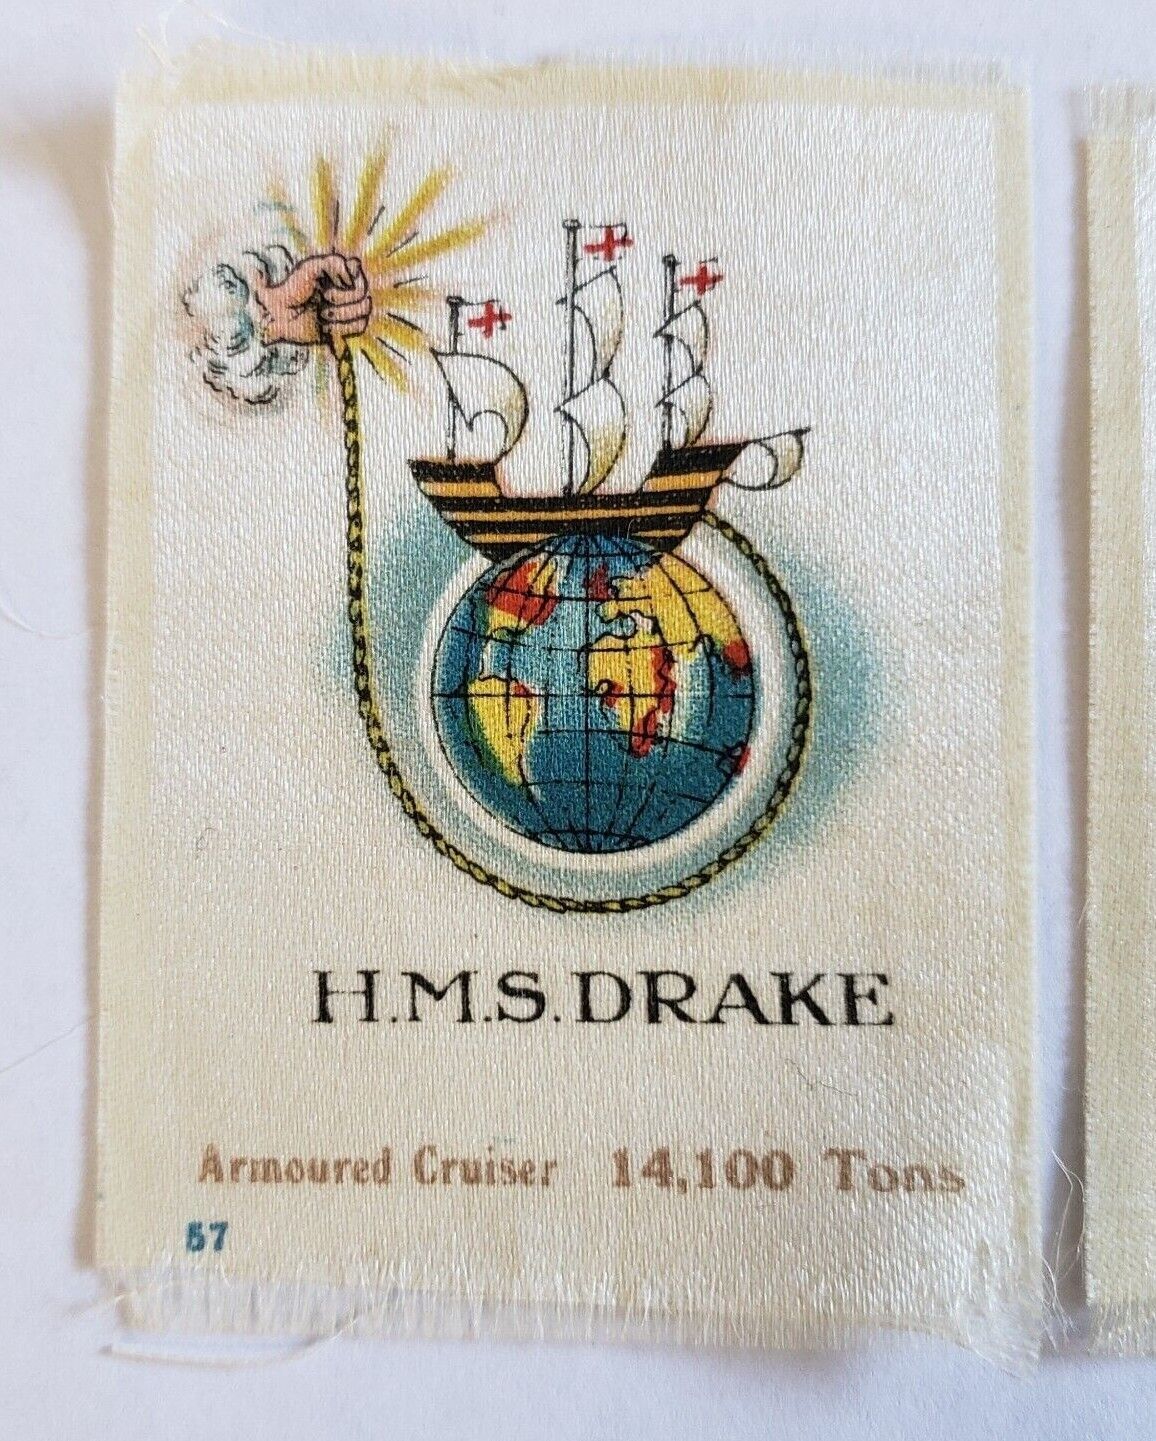 H.M.S. DRAKE
Armoured Cruiser 14,100 Tons
57